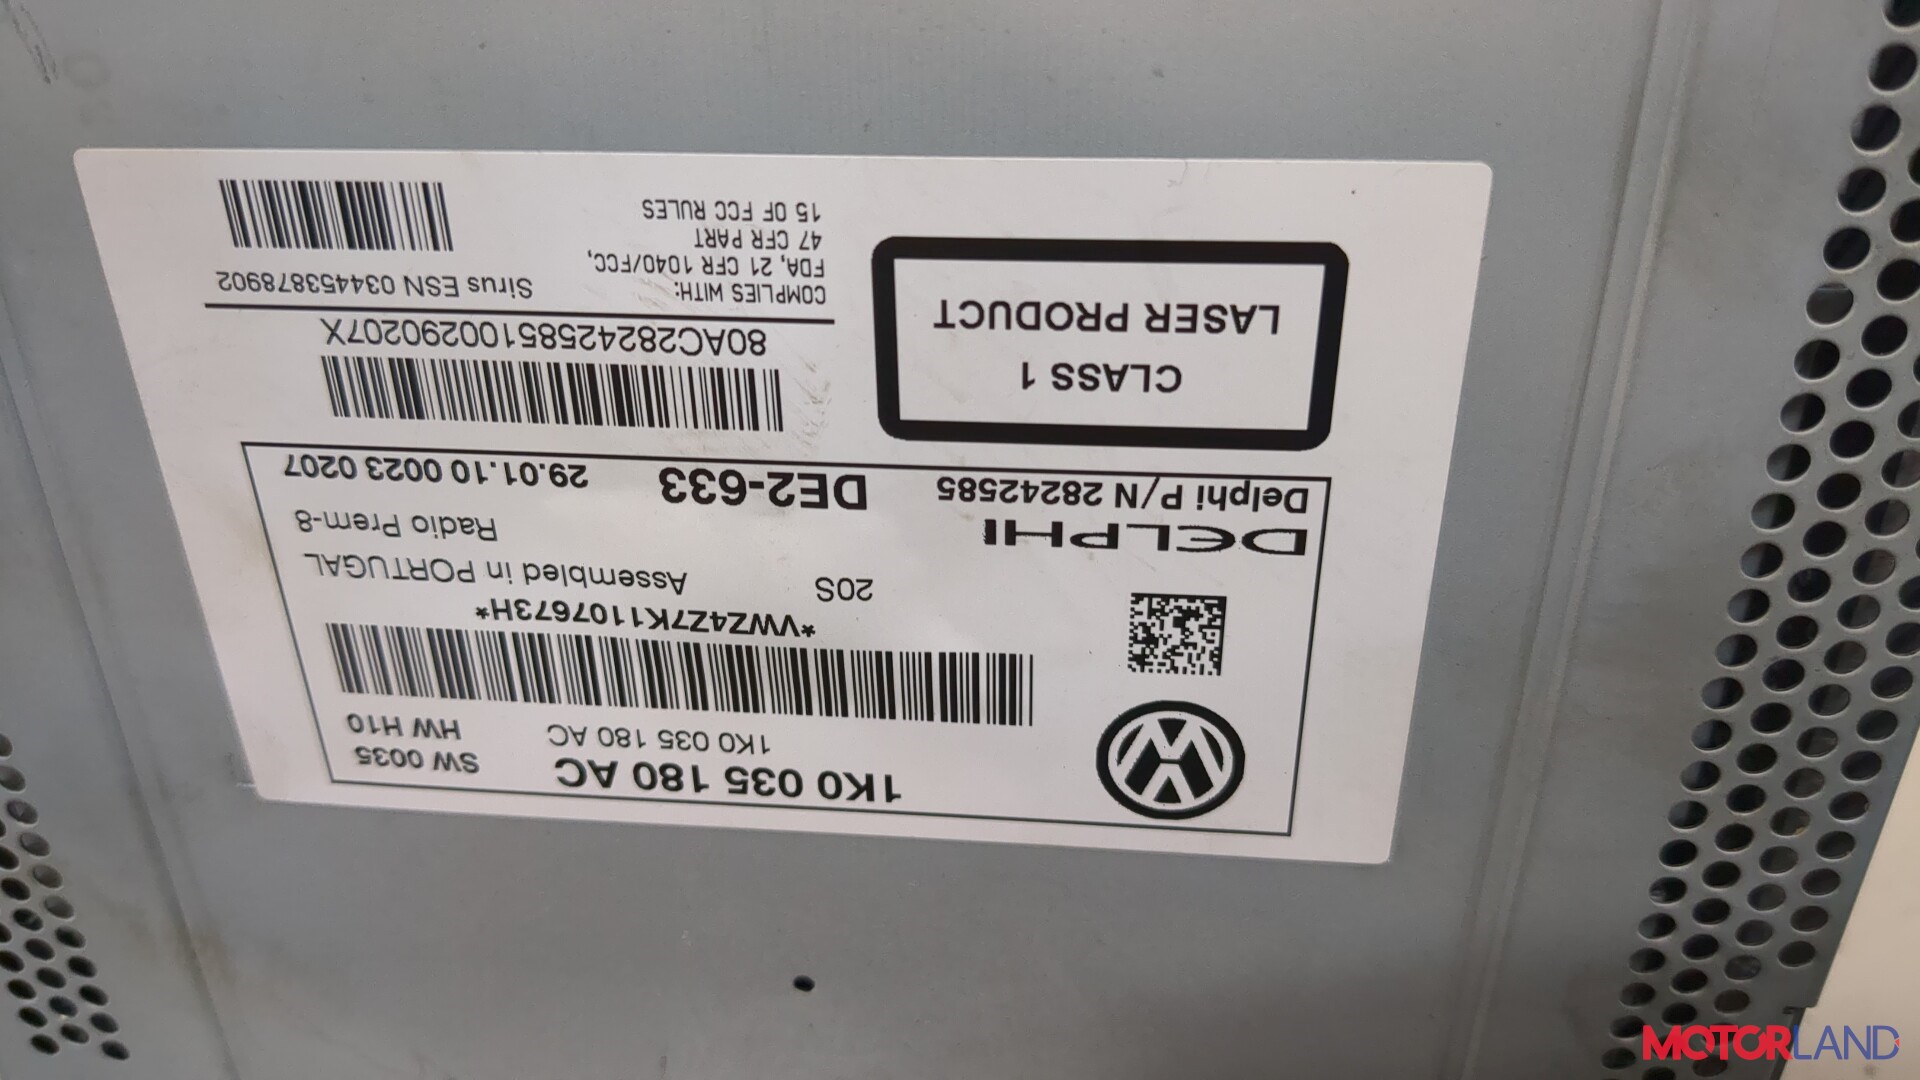 1K0 035 180 AC
SW 0035
1K0 035 180 AC
HW H10
*VWZ4Z7K1107673H*
20S
Assembled in PORTUGAL
DELPHI
Radio Prem-8
Delphi P/N 28242585
DE2-633
29.01.10 0023 0207
CLASS 1
LASER PRODUCT
80AC28242585100290207X
COMPLIES WITH:
FDA, 21 CFR 1040/FCC,
47 CFR PART
15 OF FCC RULES
Sirus ESN 034453878902
MOTORLAND